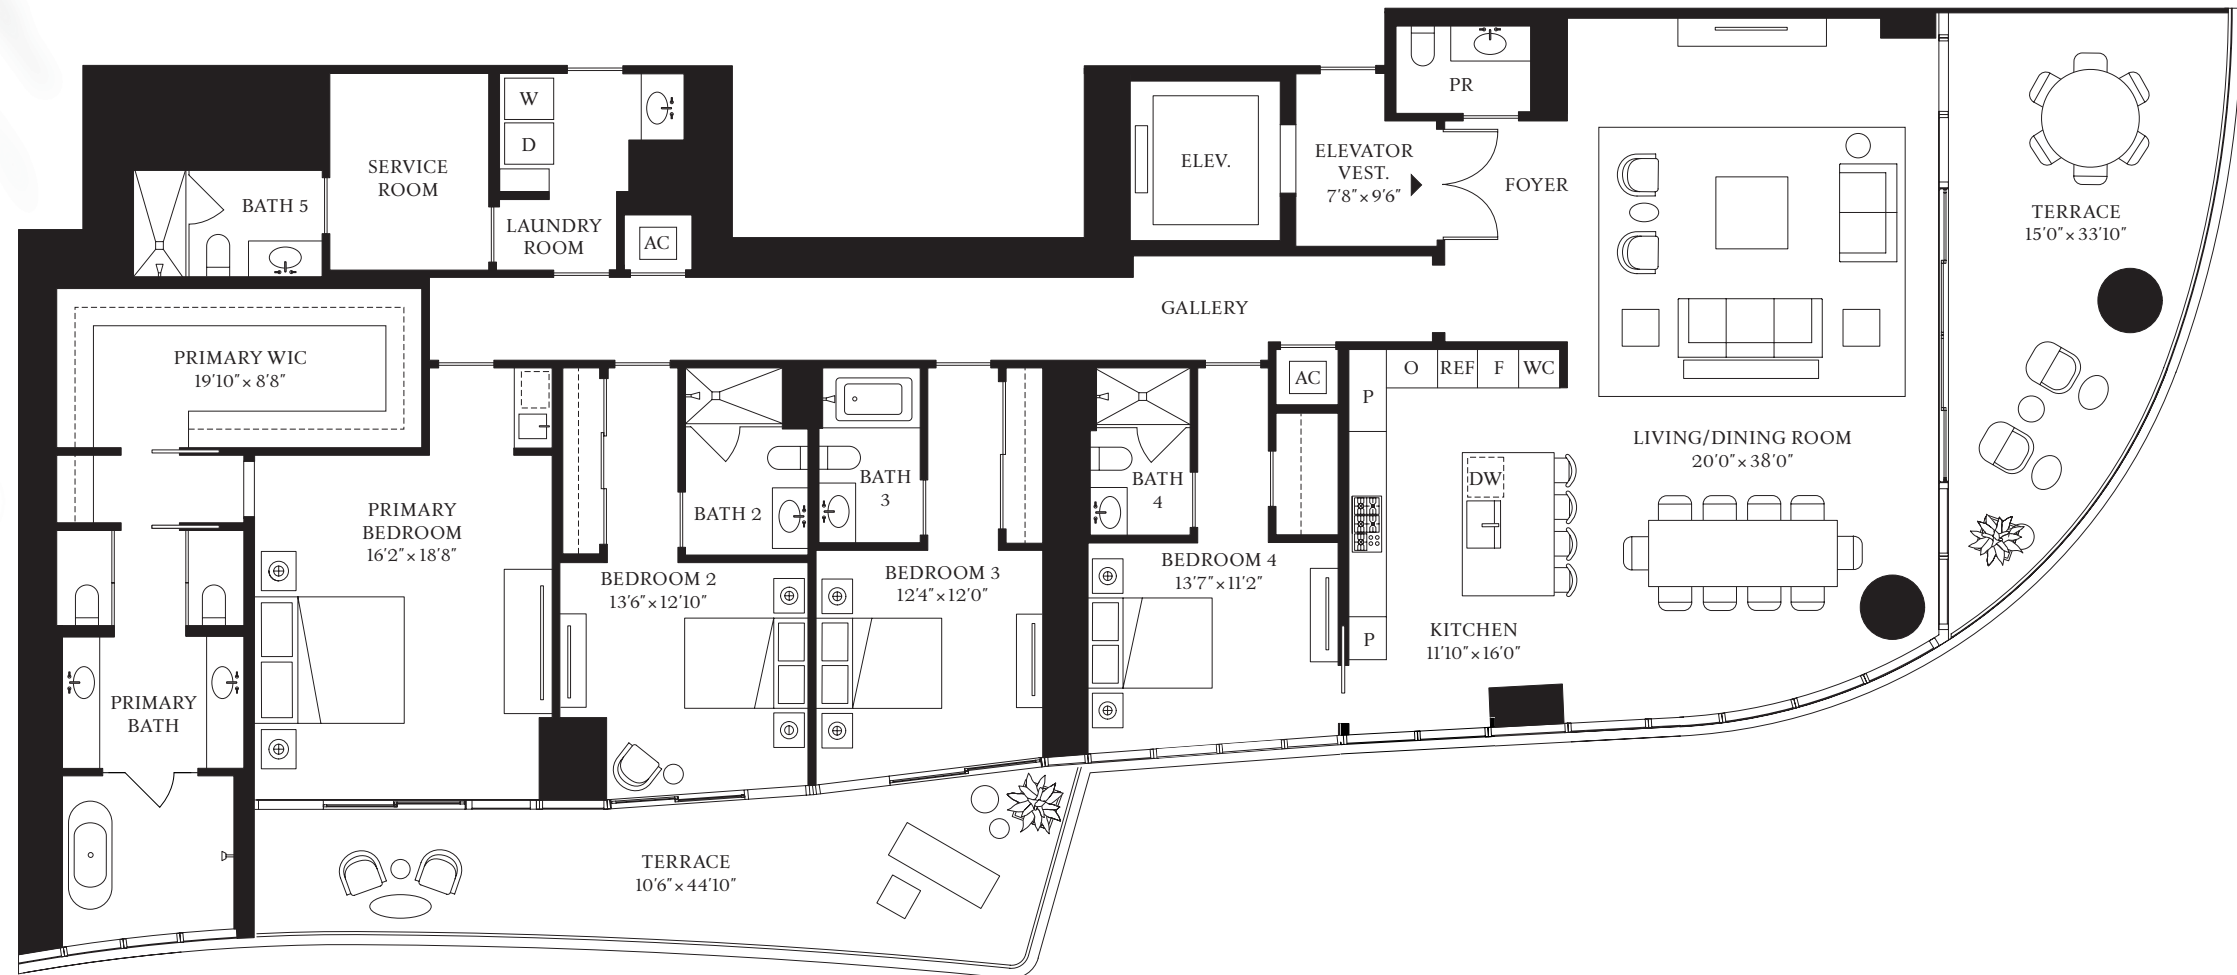 PR
W
D
ELEV.
ELEVATOR
VEST.
7'8"×9'6"
SERVICE
ROOM
FOYER
BATH 5
TERRACE
15'0"×33'10"
LAUNDRY
ROOM
AC
GALLERY
PRIMARY WIC
19'10"×8'8"
AC
P
O
REF
F
WC
LIVING/DINING ROOM
20'0"×38'0"
DW
BATH
3
BATH
4
PRIMARY
BEDROOM
16'2"×18'8"
BATH 2
BEDROOM 4
13'7"×11'2"
BEDROOM 2
13'6"×12'10"
BEDROOM 3
12'4"×12'0"
P
KITCHEN
11'10"×16'0"
PRIMARY
BATH
TERRACE
10'6"×44'10"